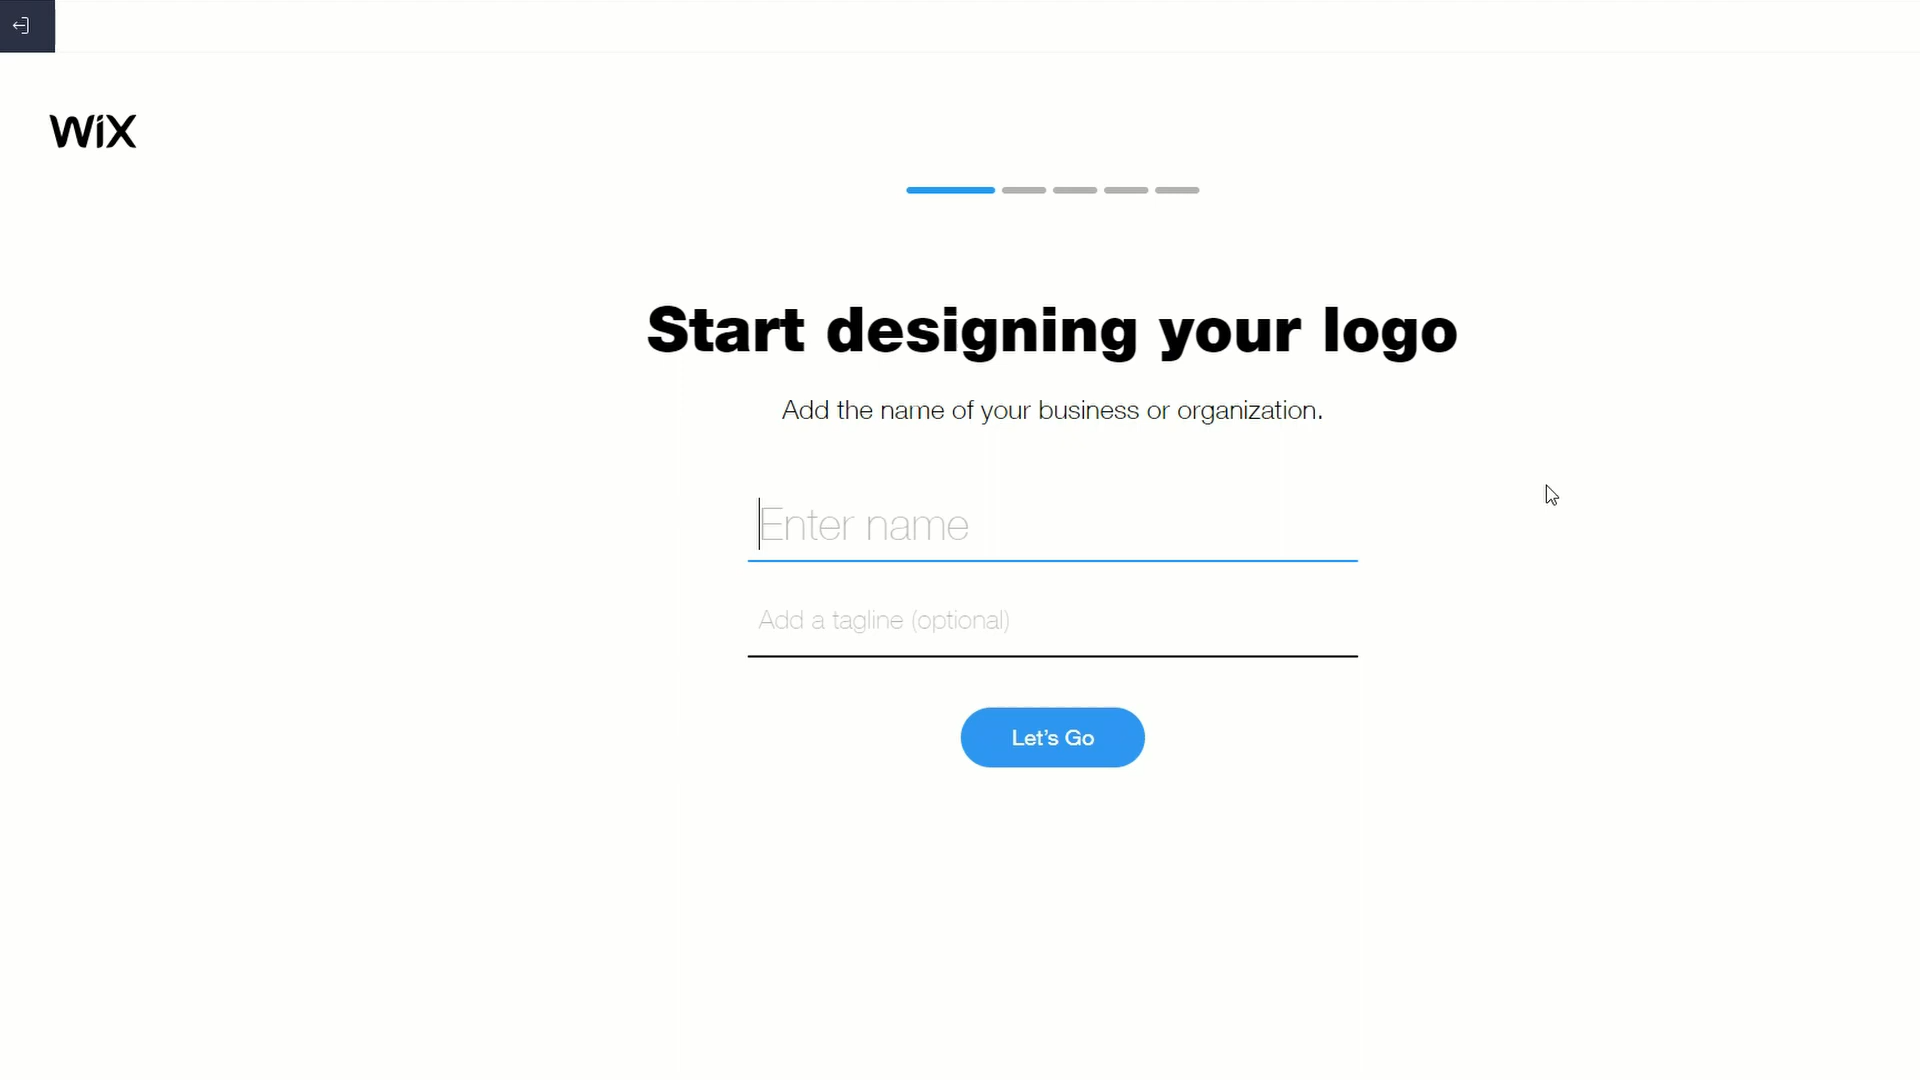 WiX
Start designing your logo
Add the name of your business or organization.
Enter name
Add a tagline (optional)
Let's Go